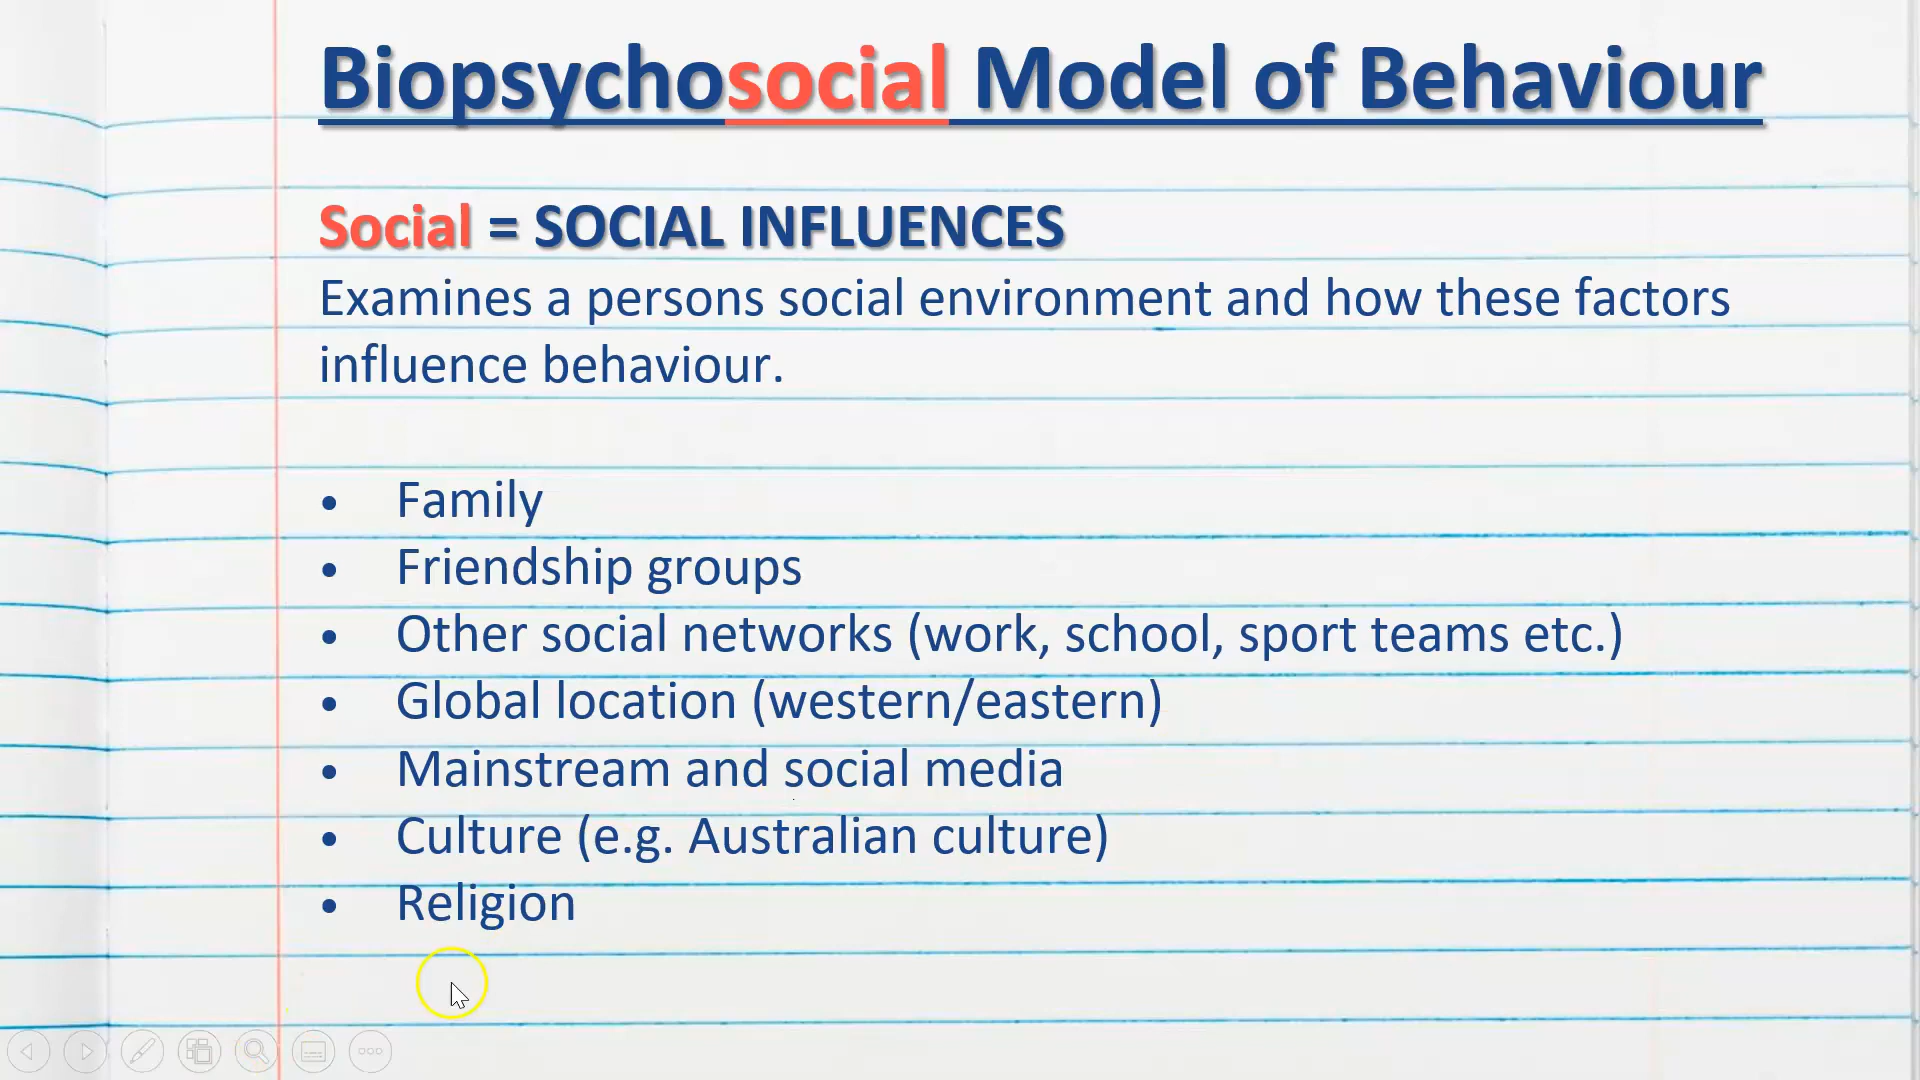 Biopsychosocial Model of Behaviour
Social = SOCIAL INFLUENCES
Examines a persons social environment and how these factors
influence behaviour.
• Family
• Friendship groups
• Other social networks (work, school, sport teams etc.)
• Global location (western/eastern)
• Mainstream and social media
• Culture (e.g. Australian culture)
• Religion